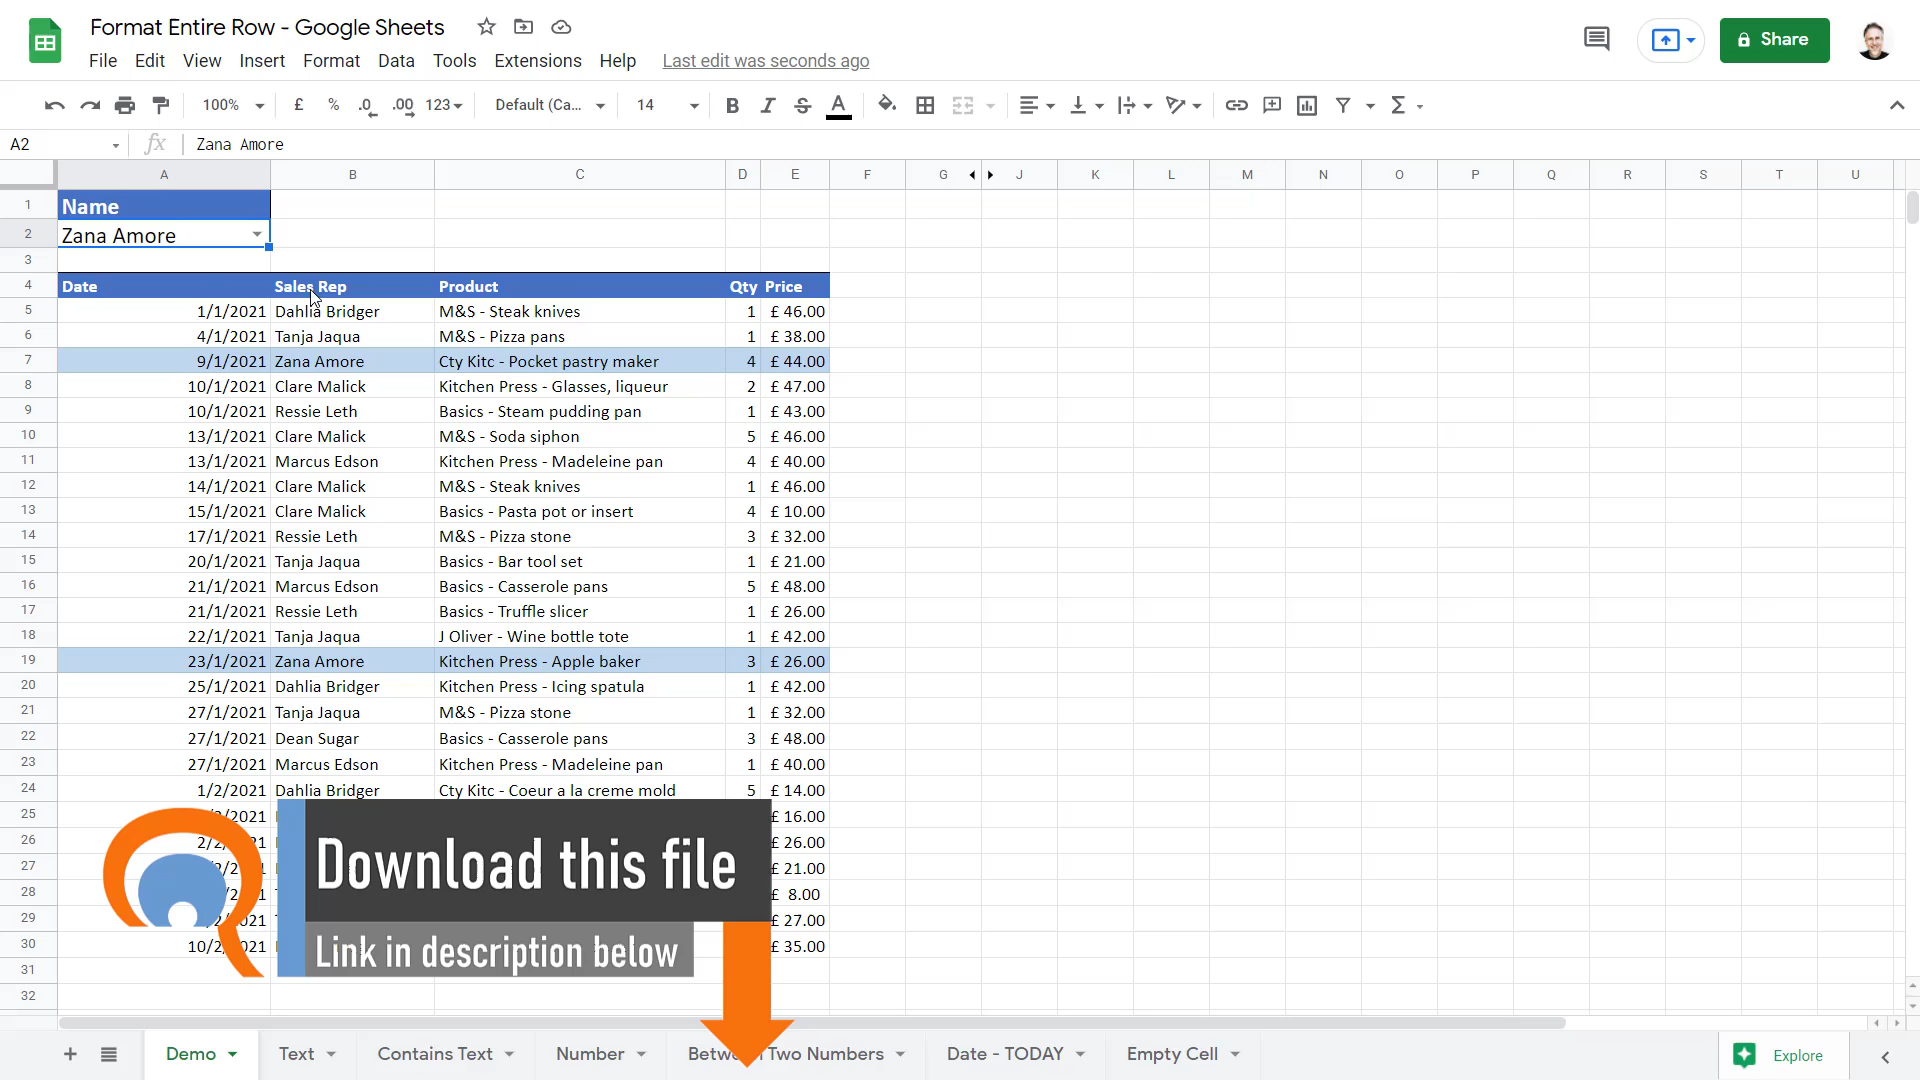 Format Entire Row - Google Sheets
Share
File Edit View Insert Format Data Tools Extensions Help Last edit was seconds ago
100% £ % .0 .00 123 Default (Ca... 14 B I S A
A2 fx Zana Amore
A B C D E F G J K L M N O P Q R S T U
1 Name
2 Zana Amore
3
4 Date Sales Rep Product Qty Price
5 1/1/2021 Dahlia Bridger M&S - Steak knives 1 £ 46.00
6 4/1/2021 Tanja Jaqua M&S - Pizza pans 1 £ 38.00
7 9/1/2021 Zana Amore Cty Kitc - Pocket pastry maker 4 £ 44.00
8 10/1/2021 Clare Malick Kitchen Press - Glasses, liqueur 2 £ 47.00
9 10/1/2021 Ressie Leth Basics - Steam pudding pan 1 £ 43.00
10 13/1/2021 Clare Malick M&S - Soda siphon 5 £ 46.00
11 13/1/2021 Marcus Edson Kitchen Press - Madeleine pan 4 £ 40.00
12 14/1/2021 Clare Malick M&S - Steak knives 1 £ 46.00
13 15/1/2021 Clare Malick Basics - Pasta pot or insert 4 £ 10.00
14 17/1/2021 Ressie Leth M&S - Pizza stone 3 £ 32.00
15 20/1/2021 Tanja Jaqua Basics - Bar tool set 1 £ 21.00
16 21/1/2021 Marcus Edson Basics - Casserole pans 5 £ 48.00
17 21/1/2021 Ressie Leth Basics - Truffle slicer 1 £ 26.00
18 22/1/2021 Tanja Jaqua J Oliver - Wine bottle tote 1 £ 42.00
19 23/1/2021 Zana Amore Kitchen Press - Apple baker 3 £ 26.00
20 25/1/2021 Dahlia Bridger Kitchen Press - Icing spatula 1 £ 42.00
21 27/1/2021 Tanja Jaqua M&S - Pizza stone 1 £ 32.00
22 27/1/2021 Dean Sugar Basics - Casserole pans 3 £ 48.00
23 27/1/2021 Marcus Edson Kitchen Press - Madeleine pan 1 £ 40.00
24 1/2/2021 Dahlia Bridger Cty Kitc - Coeur a la creme mold 5 £ 14.00
25 £ 16.00
26 £ 26.00
27 £ 21.00
28 £ 8.00
29 £ 27.00
30 £ 35.00
31
32
Download this file
Link in description below
Demo Text Contains Text Number Two Numbers Date - TODAY Empty Cell Explore